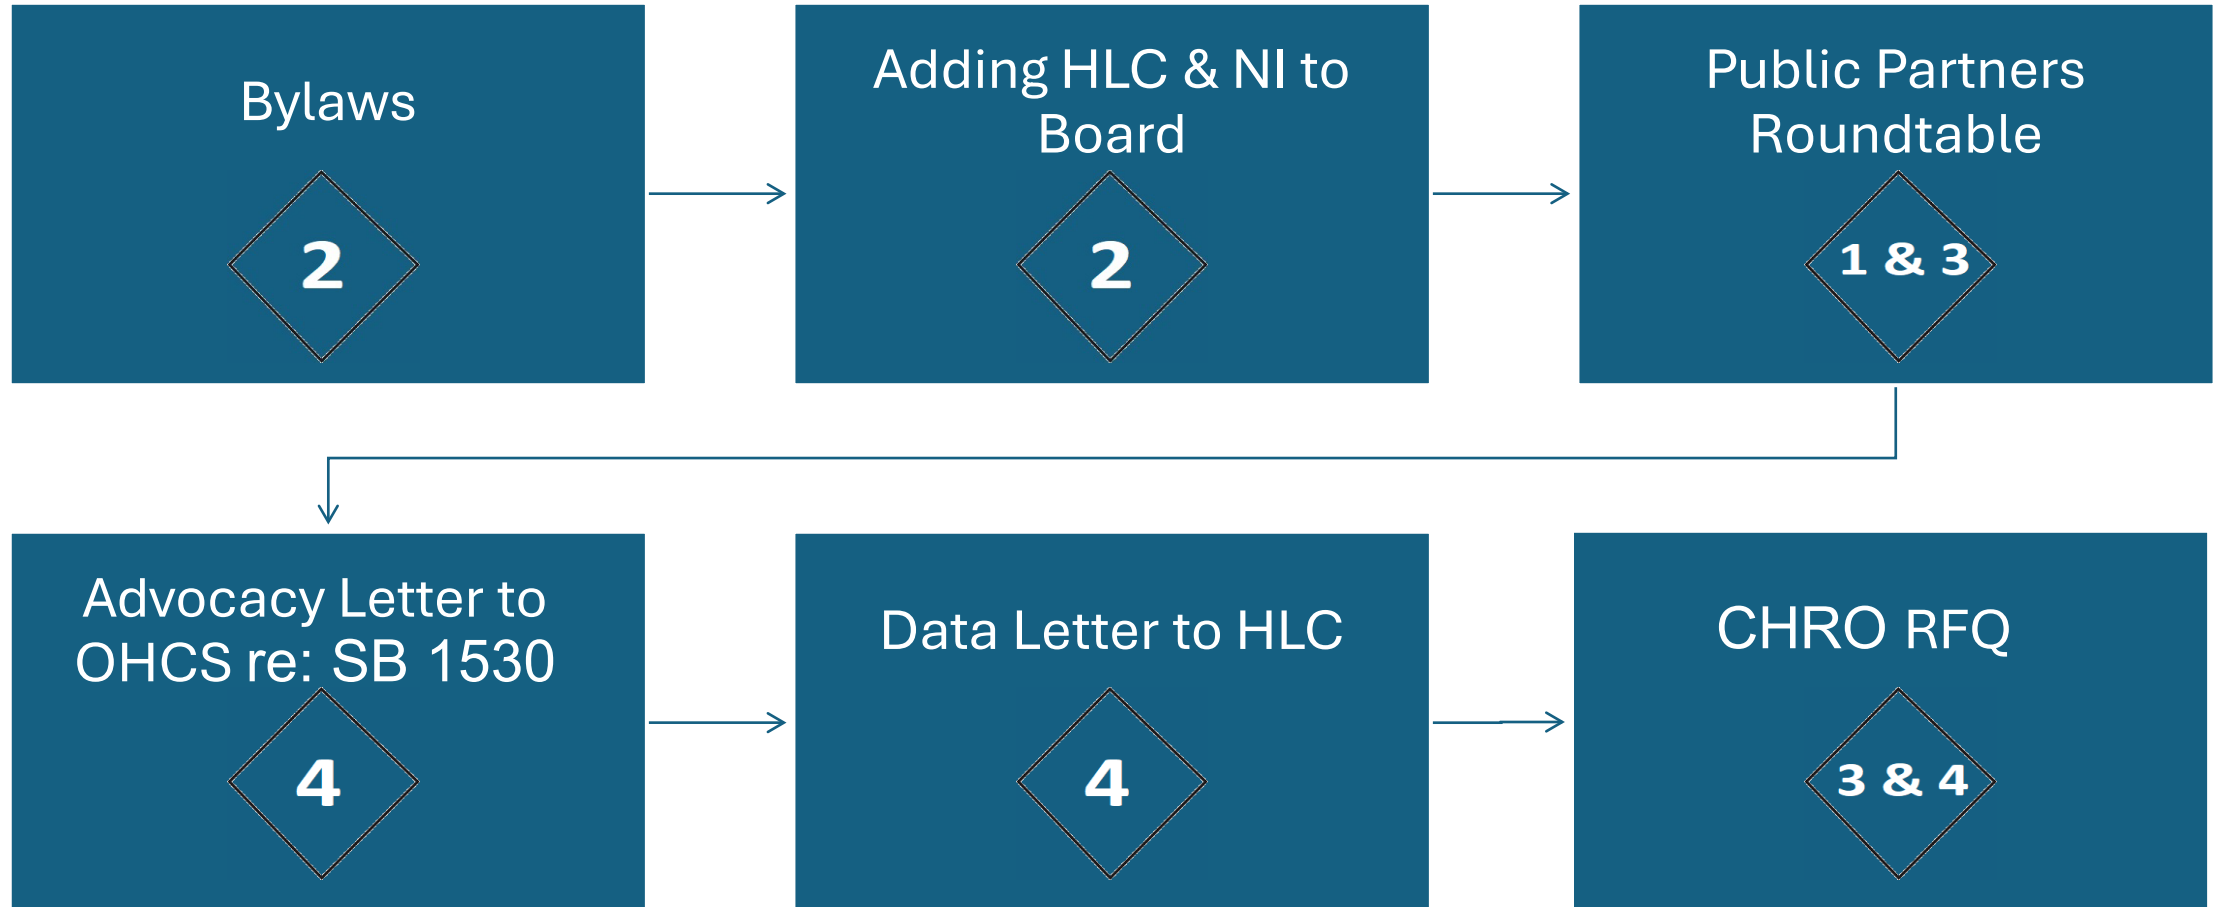 Bylaws
2
Adding HLC & NI to
Board
2
Public Partners
Roundtable
1 & 3
Advocacy Letter to
OHCS re: SB 1530
4
Data Letter to HLC
4
CHRO RFQ
3 & 4